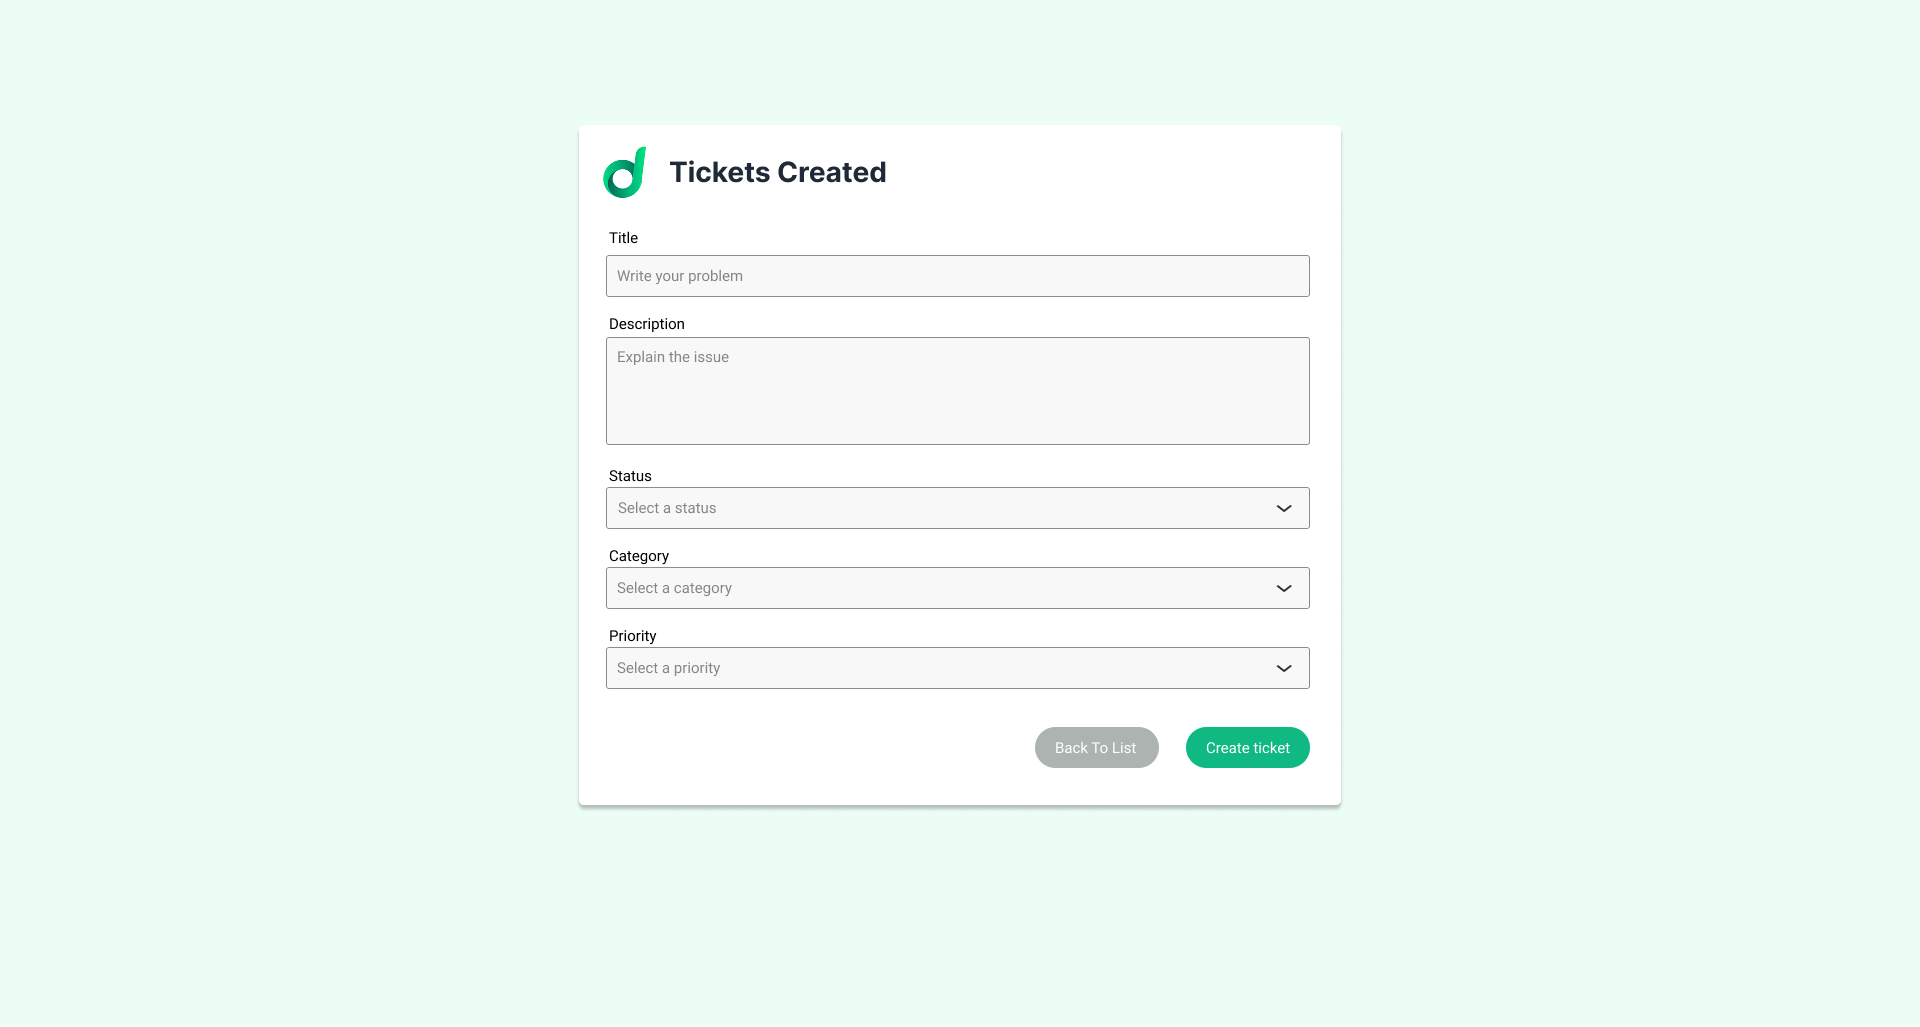 Tickets Created
Title
Write your problem
Description
Explain the issue
Status
Select a status
Category
Select a category
Priority
Select a priority
Back To List
Create ticket